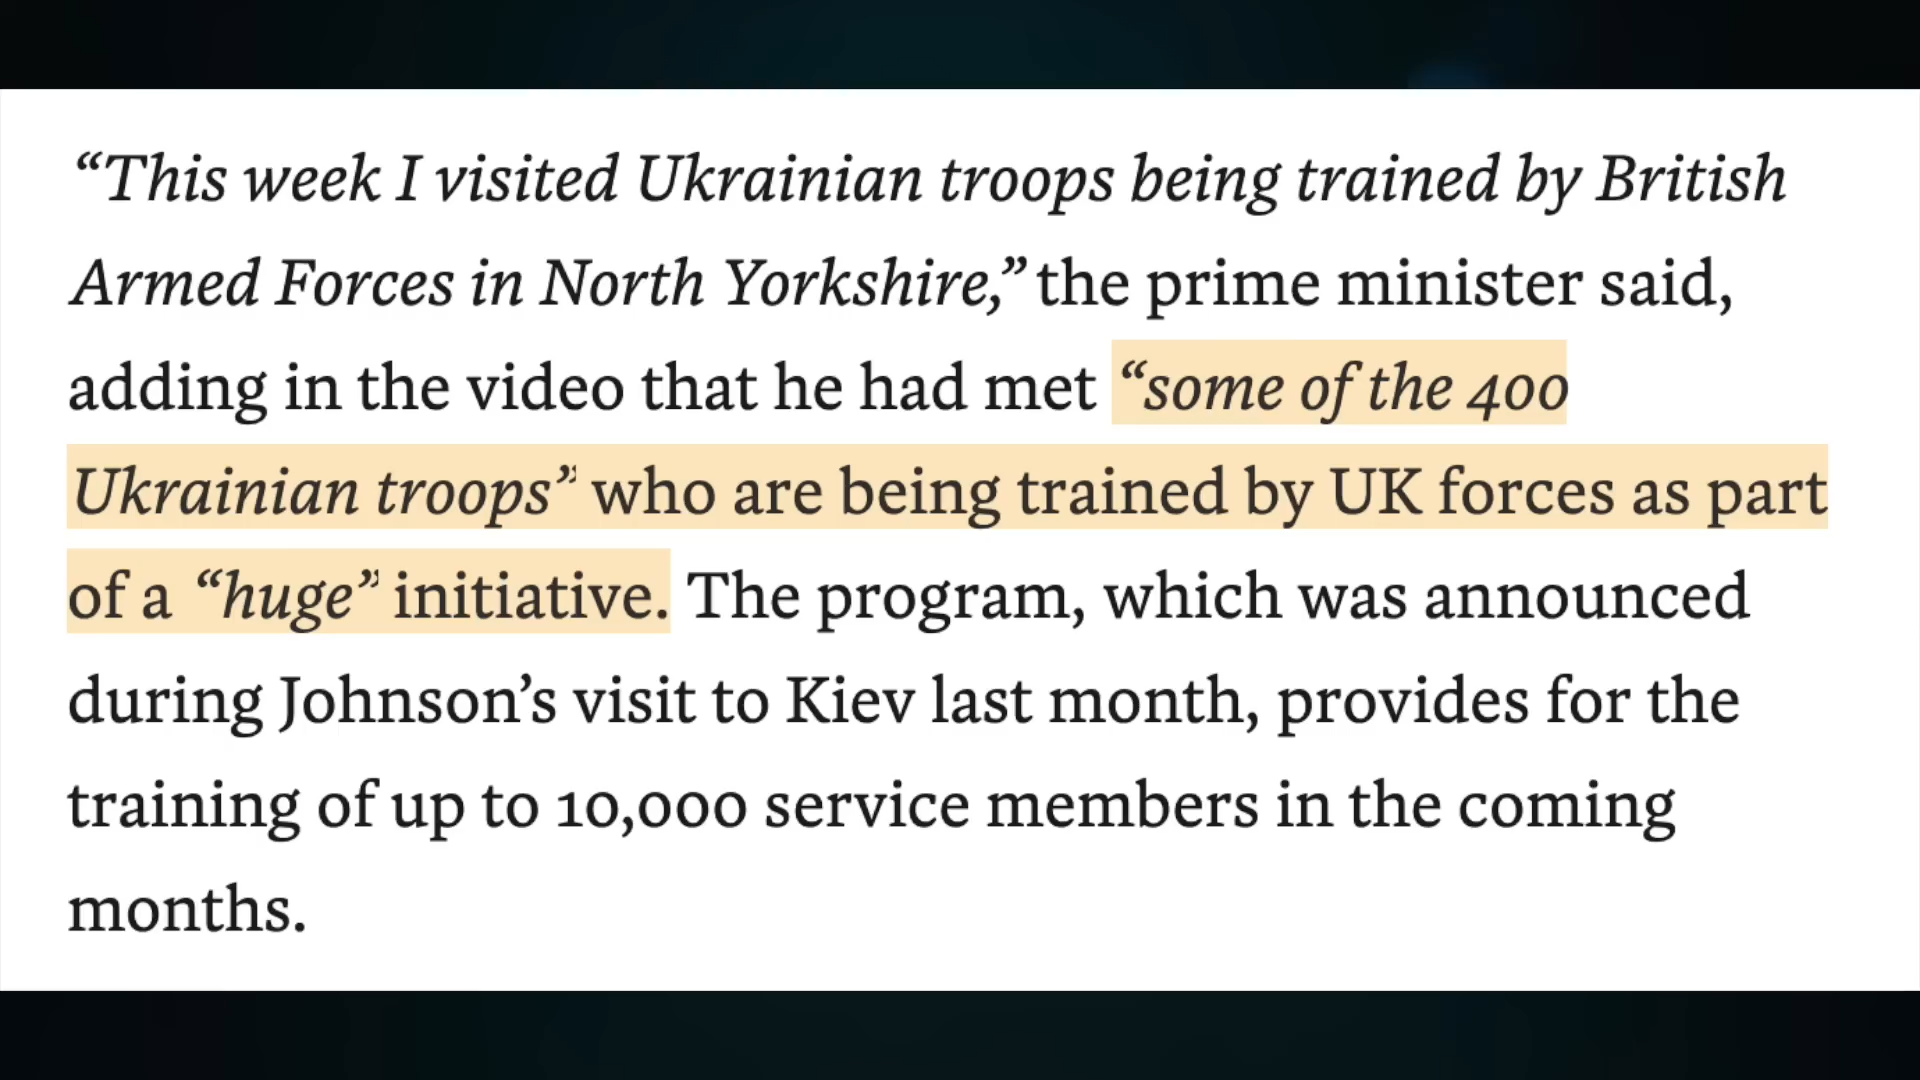 “This week I visited Ukrainian troops being trained by British
Armed Forces in North Yorkshire,” the prime minister said,
adding in the video that he had met “some of the 400
Ukrainian troops” who are being trained by UK forces as part
of a “huge” initiative. The program, which was announced
during Johnson’s visit to Kiev last month, provides for the
training of up to 10,000 service members in the coming
months.